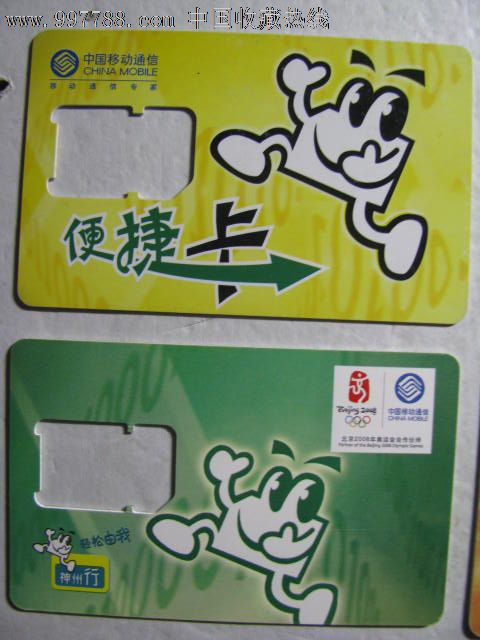 www.997788.com 中国收藏热线
中国移动通信
CHINA MOBILE
移动通信专家
便捷卡
Beijing 2008
中国移动通信
CHINA MOBILE
北京2008年奥运会合作伙伴
Partner of the Beijing 2008 Olympic Games
轻松由我
神州行